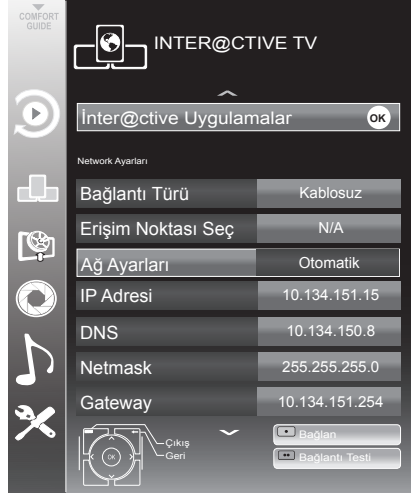 COMFORT
GUIDE
INTER@CTIVE TV
İnter@ctive Uygulamalar OK
Network Ayarları
Bağlantı Türü Kablosuz
Erişim Noktası Seç N/A
Ağ Ayarları Otomatik
IP Adresi 10.134.151.15
DNS 10.134.150.8
Netmask 255.255.255.0
Gateway 10.134.151.254
OK
Çıkış
Geri
Bağlan
Bağlantı Testi